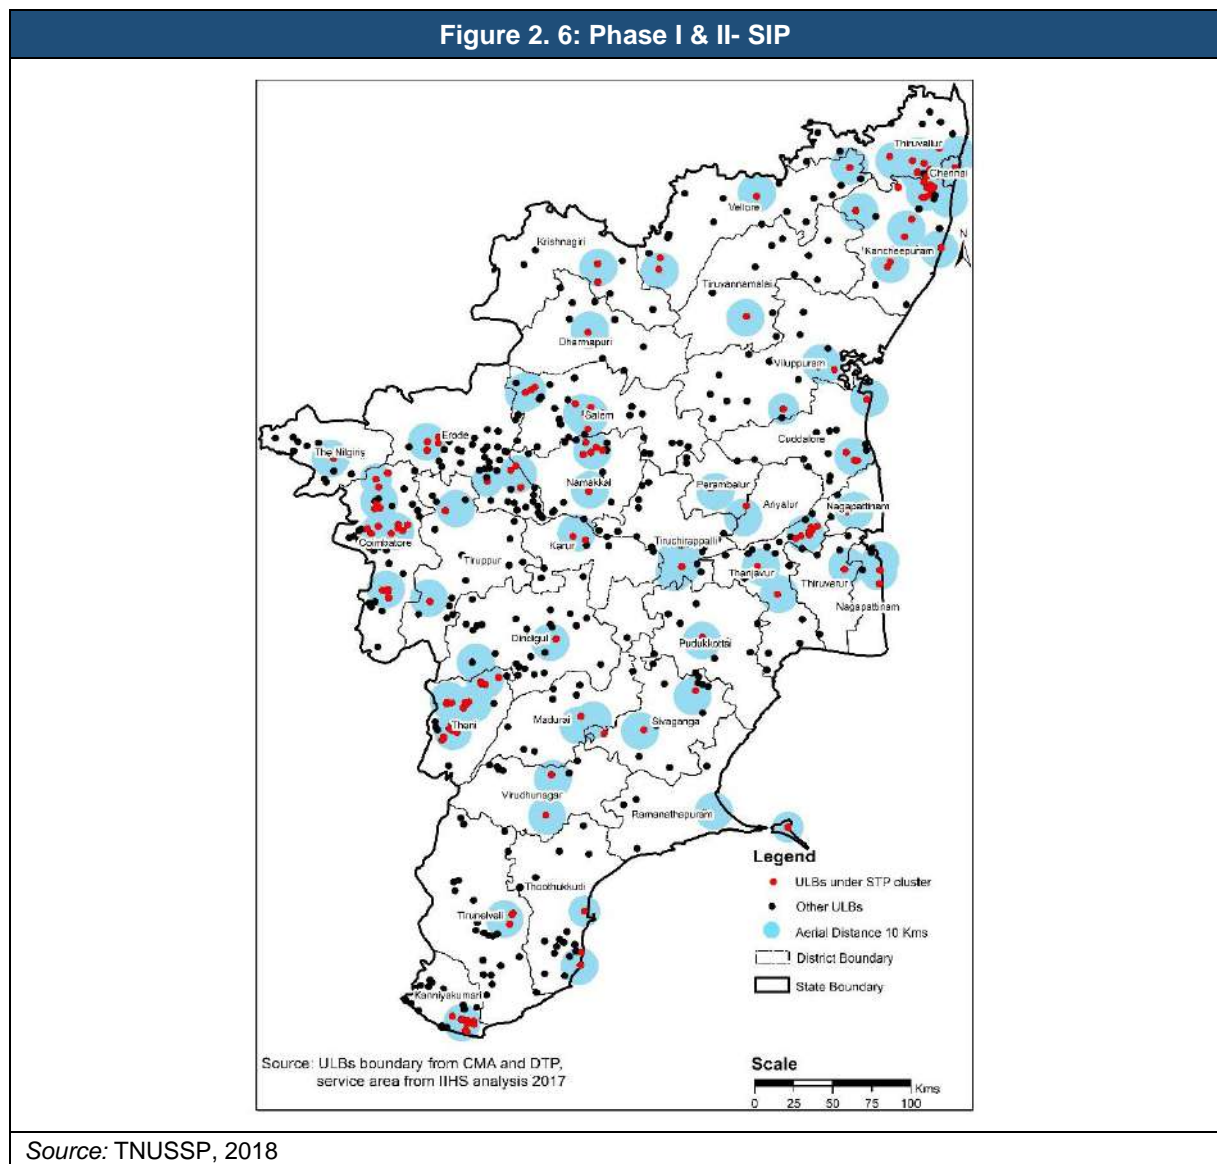 Figure 2. 6: Phase I & II- SIP
Thiruvallur
Chennai
Vellore
Kancheepuram
N
Krishnagiri
Tiruvannamalai
Dharmapuri
Viluppuram
Salem
Erode
Cuddalore
The Nilgiris
Namakkal
Perambalur
Ariyalur
Nagapattinam
Coimbatore
Karur
Tiruchirappalli
Tiruppur
Thanjavur
Thiruvarur
Nagapattinam
Dindigul
Pudukkottai
Madurai
Sivaganga
Theni
Virudhunagar
Ramanathapuram
Legend
ULBs under STP cluster
Other ULBs
Aerial Distance 10 Kms
District Boundary
State Boundary
Thoothukkudi
Tirunelveli
Kanniyakumari
Source: ULBs boundary from CMA and DTP,
service area from IIHS analysis 2017
Scale
Kms
0 25 50 75 100
Source: TNUSSP, 2018